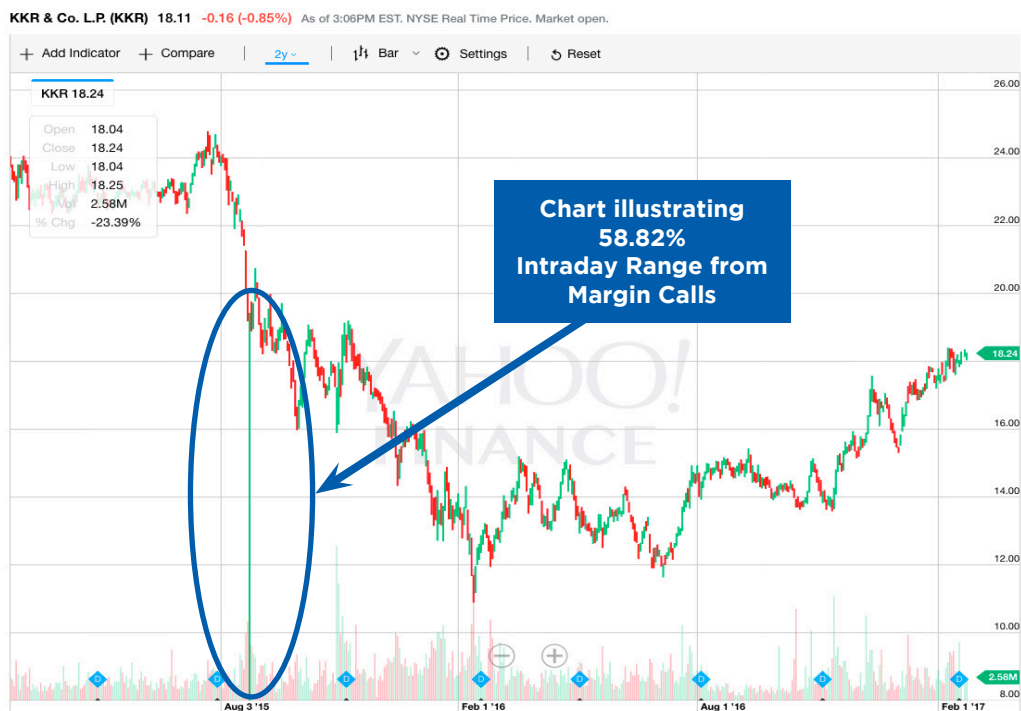 KKR & Co. L.P. (KKR) 18.11 -0.16 (-0.85%) As of 3:06PM EST. NYSE Real Time Price. Market open.
+ Add Indicator + Compare | 2y | Bar Settings | Reset
26.00
KKR 18.24
Open 18.04
Close 18.24
Low 18.04
High 18.25
Vol 2.58M
% Chg -23.39%
24.00
Chart illustrating
58.82%
Intraday Range from
Margin Calls
22.00
20.00
18.24
YAHOO!
FINANCE
16.00
14.00
12.00
10.00
D D D D D D D D
2.58M
8.00
Aug 3 '15 Feb 1 '16 Aug 1 '16 Feb 1 '17